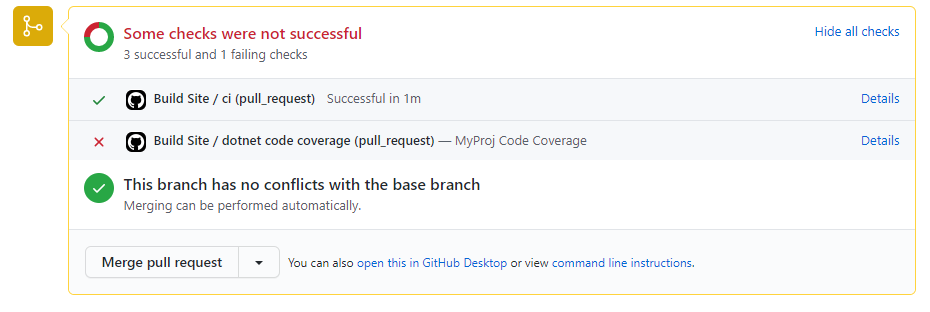 Some checks were not successful
Hide all checks
3 successful and 1 failing checks
Build Site / ci (pull_request) Successful in 1m
Details
Build Site / dotnet code coverage (pull_request) — MyProj Code Coverage
Details
This branch has no conflicts with the base branch
Merging can be performed automatically.
Merge pull request
You can also open this in GitHub Desktop or view command line instructions.